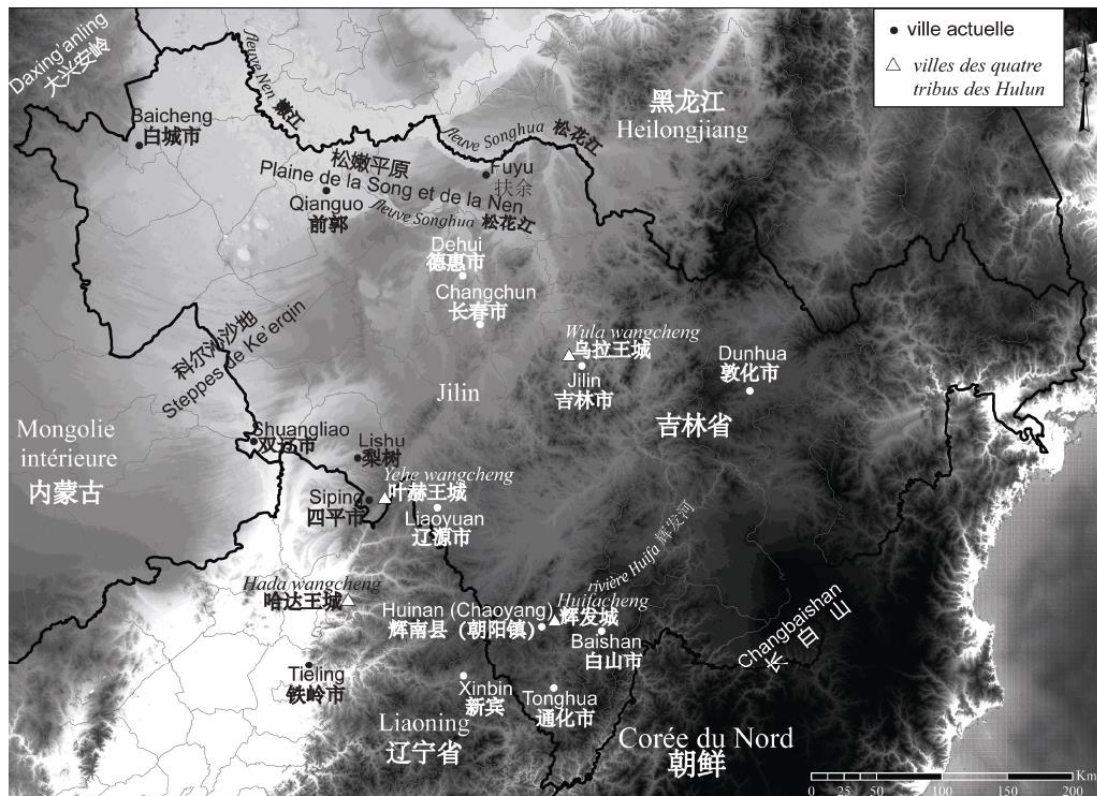 ville actuelle
villes des quatre
tribus des Hulun
Daxing'anling
大兴安岭
fleuve Nen 嫩江
Baicheng
白城市
黑龙江
Heilongjiang
fleuve Songhua 松花江
松嫩平原
Plaine de la Song et de la Nen
Fuyu
扶余
Qianguo
前郭
fleuve Songhua 松花江
Dehui
德惠市
Changchun
长春市
科尔沁沙地
Steppes de Ke'erqin
Wula wangcheng
乌拉王城
Jilin
吉林市
Dunhua
敦化市
Jilin
吉林省
Mongolie
intérieure
内蒙古
Shuangliao
双辽市
Lishu
梨树
Yehe wangcheng
叶赫王城
Siping
四平市
Liaoyuan
辽源市
rivière Huifa 辉发河
Hada wangcheng
哈达王城
Huinan (Chaoyang)
辉南县（朝阳镇）
Huifacheng
辉发城
Baishan
白山市
Changbaishan
长白山
Tieling
铁岭市
Xinbin
新宾
Tonghua
通化市
Liaoning
辽宁省
Corée du Nord
朝鲜
Km
0 25 50 100 150 200